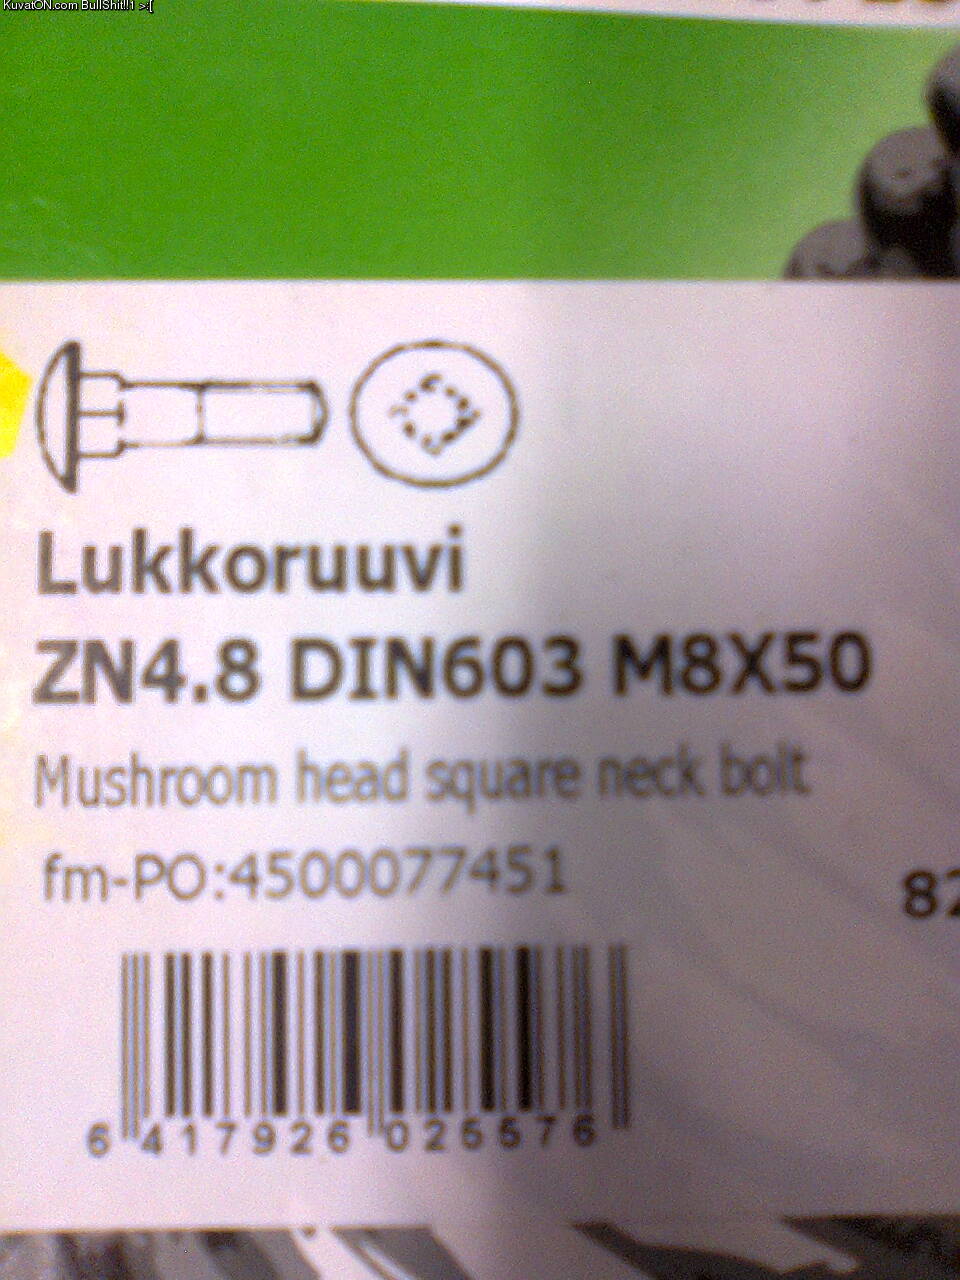 KuvatON.com BullShit!!1 >:[
Lukkoruuvi
ZN4.8 DIN603 M8X50
Mushroom head square neck bolt
fm-PO:4500077451
82
6 417926 025576